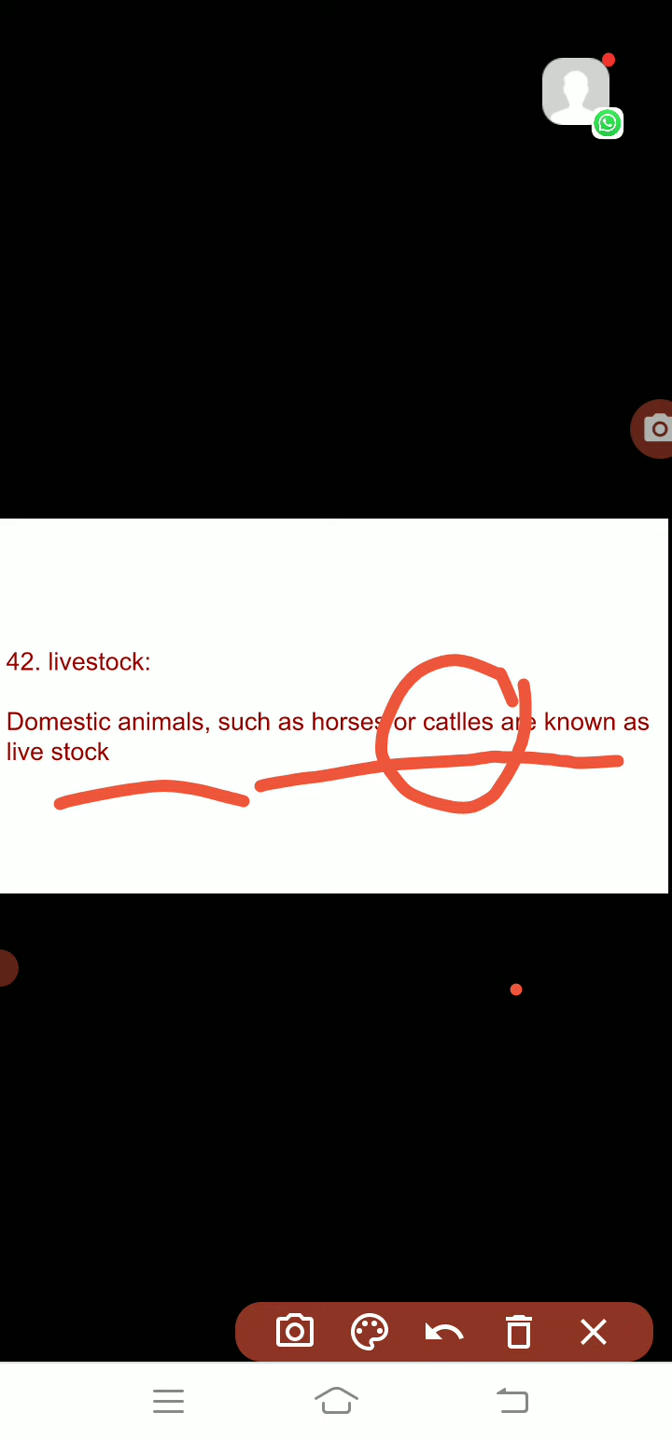 42. livestock:
Domestic animals, such as horses or catlles are known as
live stock